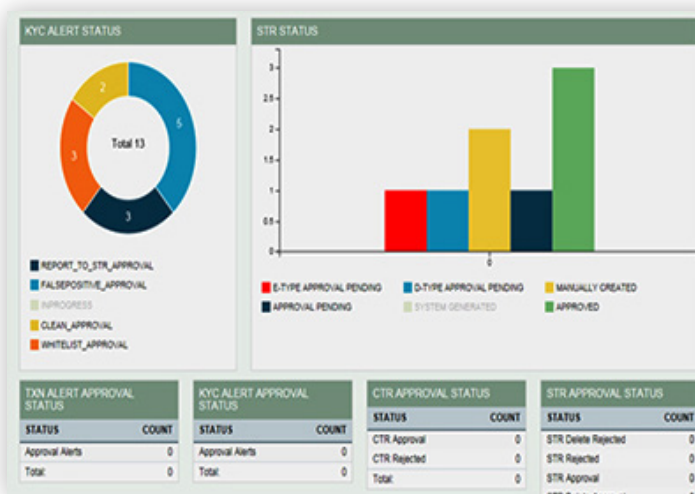 KYC ALERT STATUS
STR STATUS
2
5
3
3
Total 13
REPORT_TO_STR_APPROVAL
FALSEPOSITIVE_APPROVAL
INPROGRESS
CLEAN_APPROVAL
WHITELIST_APPROVAL
3
2.5
2
1.5
1
0.5
0
0
E-TYPE APPROVAL PENDING D-TYPE APPROVAL PENDING MANUALLY CREATED
APPROVAL PENDING SYSTEM GENERATED APPROVED
TXN ALERT APPROVAL
STATUS
STATUS COUNT
Approval Alerts 0
Total: 0
KYC ALERT APPROVAL
STATUS
STATUS COUNT
Approval Alerts 0
Total: 0
CTR APPROVAL STATUS
STATUS COUNT
CTR Approval 0
CTR Rejected 0
Total: 0
STR APPROVAL STATUS
STATUS COUNT
STR Delete Rejected 0
STR Rejected 0
STR Approval 0